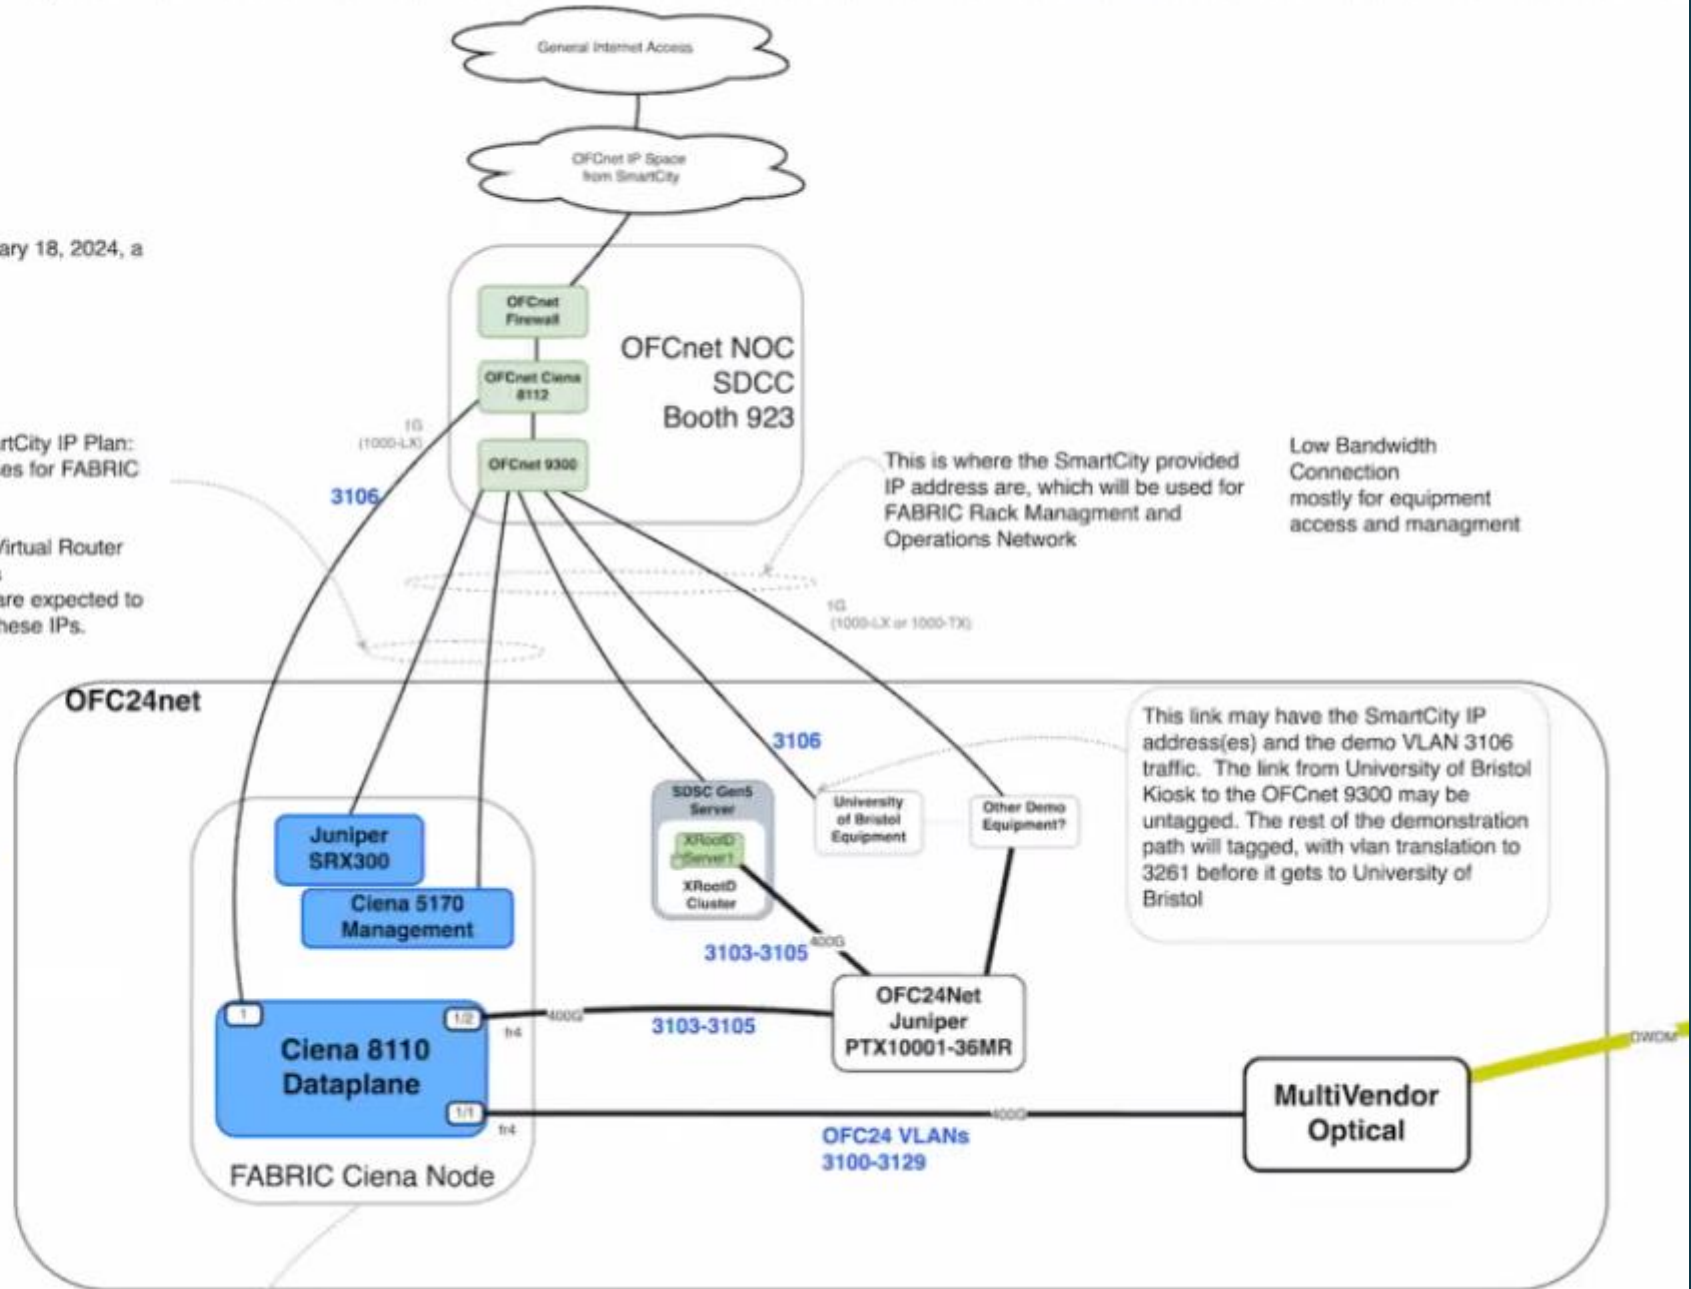 General Internet Access
OFCnet IP Space
from SmartCity
ary 18, 2024, a
OFCnet
Firewall
OFCnet Ciena
8112
OFCnet 9300
OFCnet NOC
SDCC
Booth 923
1G
(1000-LX)
3106
rtCity IP Plan:
es for FABRIC
Virtual Router
are expected to
hese IPs.
This is where the SmartCity provided
IP address are, which will be used for
FABRIC Rack Managment and
Operations Network
Low Bandwidth
Connection
mostly for equipment
access and managment
1G
(1000-LX or 1000-TX)
OFC24net
3106
This link may have the SmartCity IP
address(es) and the demo VLAN 3106
traffic. The link from University of Bristol
Kiosk to the OFCnet 9300 may be
untagged. The rest of the demonstration
path will tagged, with vlan translation to
3261 before it gets to University of
Bristol
SDSC Gen5
Server
XRootD
Server1
XRootD
Cluster
University
of Bristol
Equipment
Other Demo
Equipment?
Juniper
SRX300
Ciena 5170
Management
3103-3105
400G
OFC24Net
Juniper
PTX10001-36MR
1
1/2
fr4
400G
3103-3105
Ciena 8110
Dataplane
1/1
fr4
400G
OFC24 VLANs
3100-3129
MultiVendor
Optical
DWDM
FABRIC Ciena Node